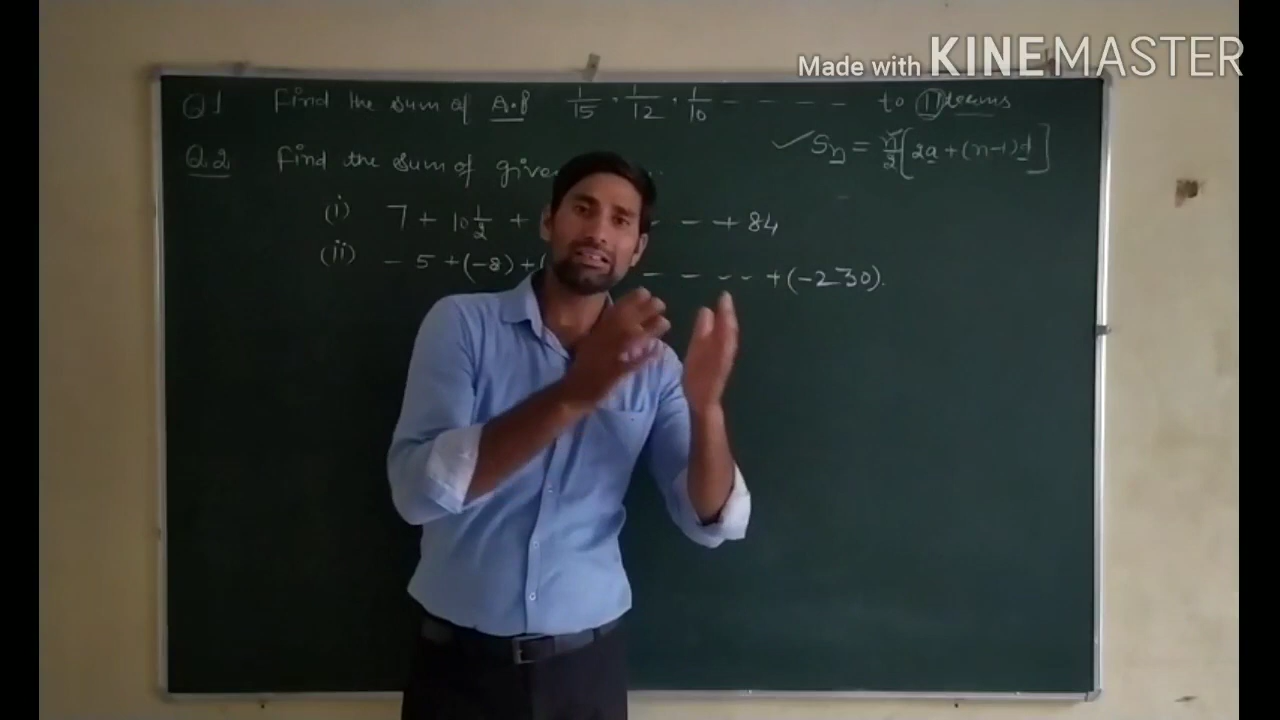 Made with KINEMASTER
Q1 Find the sum of A.P 1/15 . 1/12 . 1/10 - - - - - to 11 terms
Sn = n/2 [2a + (n-1)d]
Q.2 Find the sum of given
(i) 7 + 10 1/2 + - - + 84
(ii) - 5 + (-8) + ( - - - - + (-230).